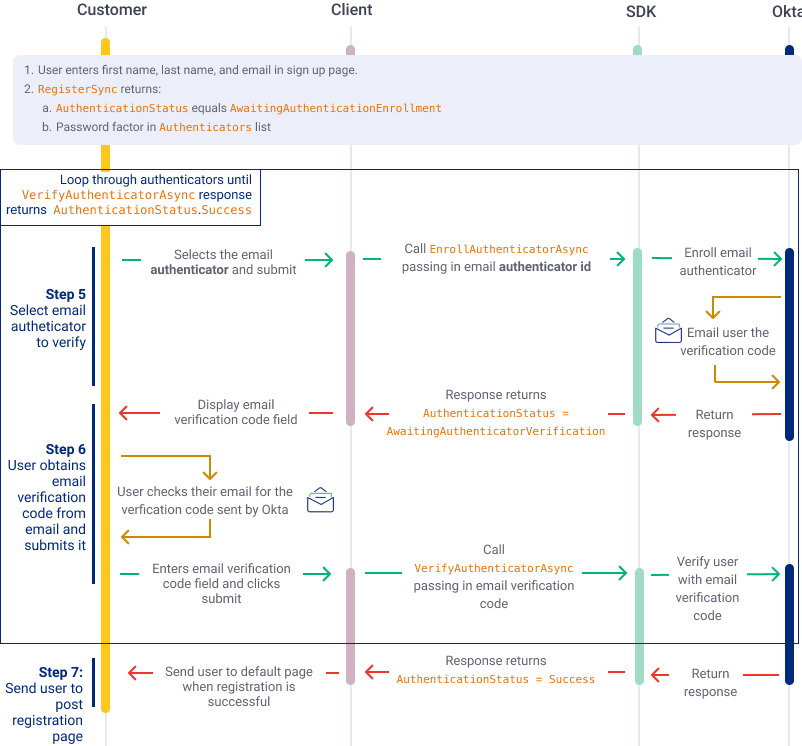 Customer
Client
SDK
Okta
1. User enters first name, last name, and email in sign up page.
2. RegisterSync returns:
a. AuthenticationStatus equals AwaitingAuthenticationEnrollment
b. Password factor in Authenticators list
Loop through authenticators until
VerifyAuthenticatorAsync response
returns AuthenticationStatus.Success
Step 5
Select email
autheticator
to verify
Selects the email
authenticator and submit
Call EnrollAuthenticatorAsync
passing in email authenticator id
Enroll email
authenticator
Email user the
verification code
Return
response
Response returns
AuthenticationStatus =
AwaitingAuthenticatorVerification
Display email
verification code field
Step 6
User obtains
email
verification
code from
email and
submits it
User checks their email for the
verfication code sent by Okta
Enters email verification
code field and clicks
submit
Call
VerifyAuthenticatorAsync
passing in email verification
code
Verify user
with email
verification
code
Step 7:
Send user to
post
registration
page
Return
response
Response returns
AuthenticationStatus = Success
Send user to default page
when registration is
successful